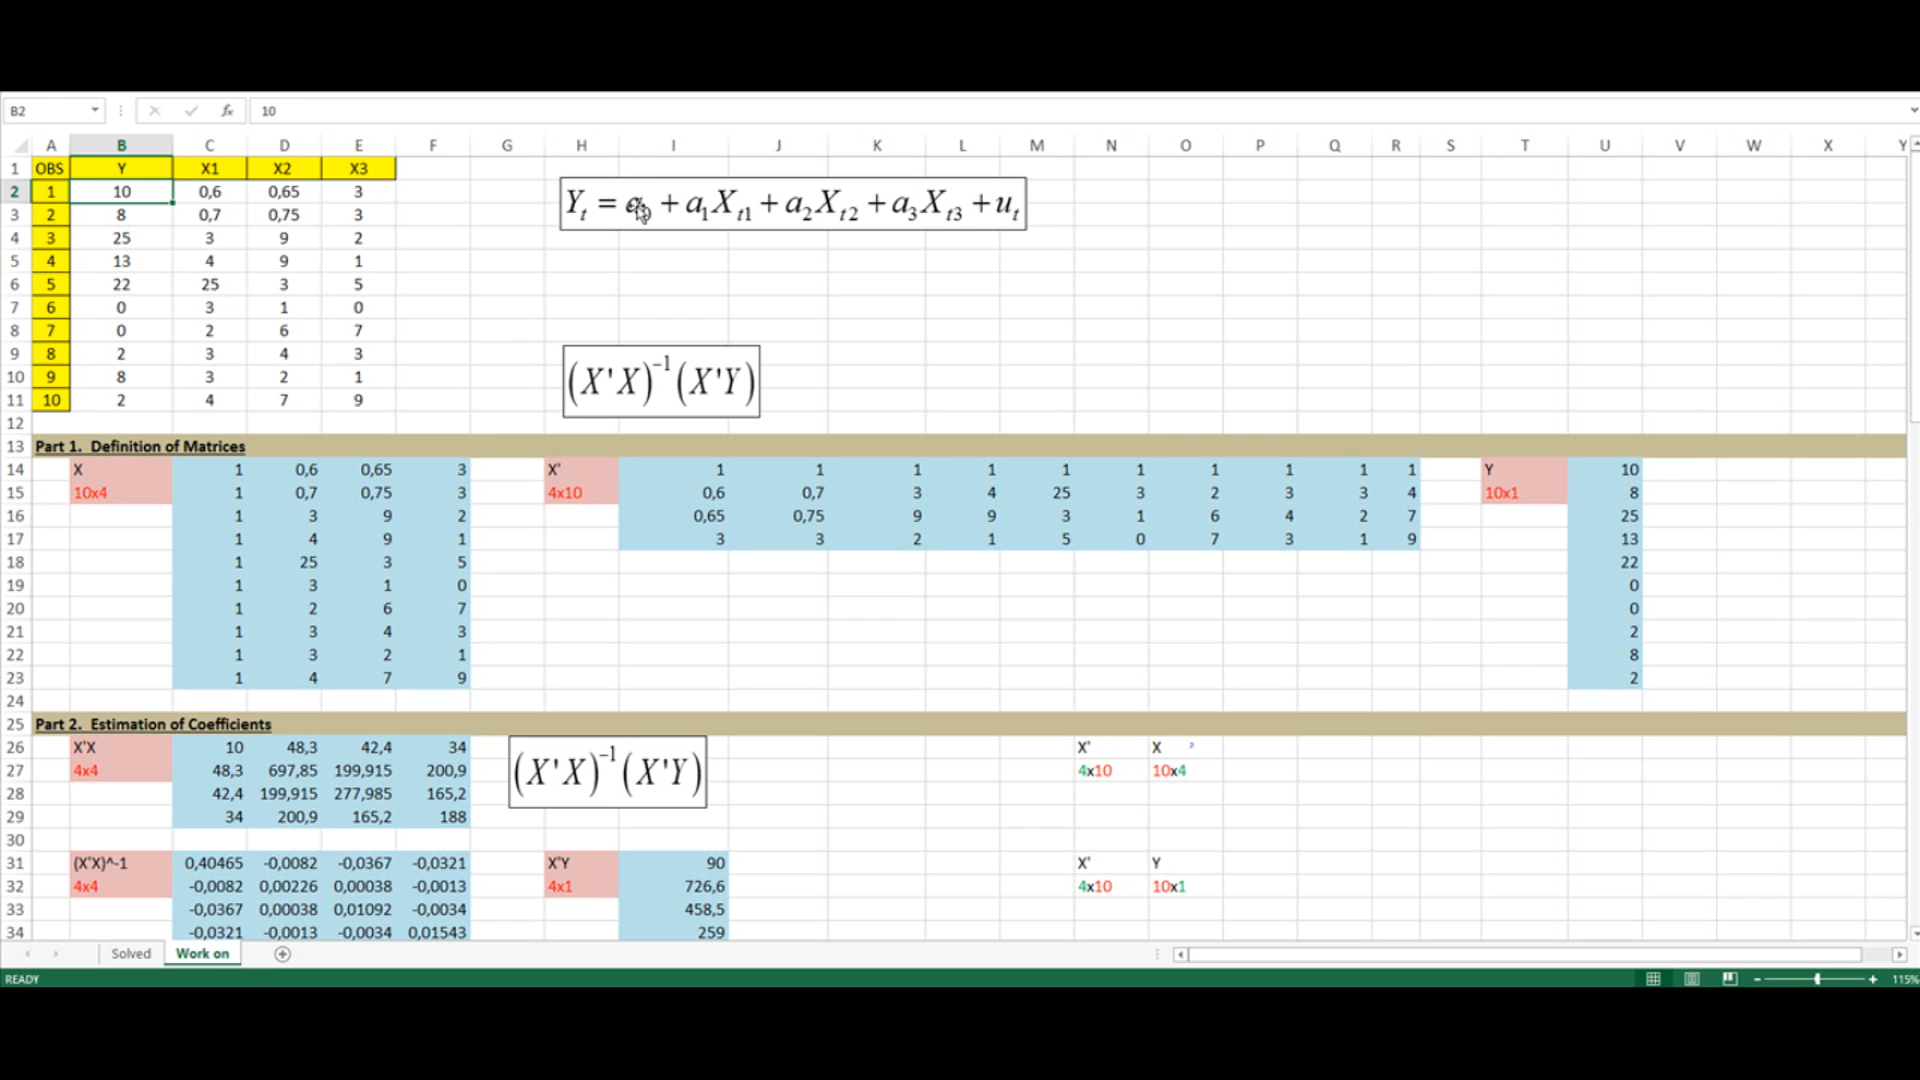 B2 fx 10
A B C D E F G H I J K L M N O P Q R S T U V W X Y
1 OBS Y X1 X2 X3
2 1 10 0,6 0,65 3
3 2 8 0,7 0,75 3
4 3 25 3 9 2
5 4 13 4 9 1
6 5 22 25 3 5
7 6 0 3 1 0
8 7 0 2 6 7
9 8 2 3 4 3
10 9 8 3 2 1
11 10 2 4 7 9
Yt = a0 + a1Xt1 + a2Xt2 + a3Xt3 + ut
(X'X)^-1(X'Y)
12
13 Part 1. Definition of Matrices
14 X 1 0,6 0,65 3 X' 1 1 1 1 1 1 1 1 1 1 Y 10
15 10x4 1 0,7 0,75 3 4x10 0,6 0,7 3 4 25 3 2 3 3 4 10x1 8
16 1 3 9 2 0,65 0,75 9 9 3 1 6 4 2 7 25
17 1 4 9 1 3 3 2 1 5 0 7 3 1 9 13
18 1 25 3 5 22
19 1 3 1 0 0
20 1 2 6 7 0
21 1 3 4 3 2
22 1 3 2 1 8
23 1 4 7 9 2
24
25 Part 2. Estimation of Coefficients
26 X'X 10 48,3 42,4 34 X' X ,
27 4x4 48,3 697,85 199,915 200,9 4x10 10x4
28 42,4 199,915 277,985 165,2
29 34 200,9 165,2 188
(X'X)^-1(X'Y)
30
31 (X'X)^-1 0,40465 -0,0082 -0,0367 -0,0321 X'Y 90 X' Y
32 4x4 -0,0082 0,00226 0,00038 -0,0013 4x1 726,6 4x10 10x1
33 -0,0367 0,00038 0,01092 -0,0034 458,5
34 -0,0321 -0,0013 -0,0034 0,01543 259
Solved Work on
READY 115%